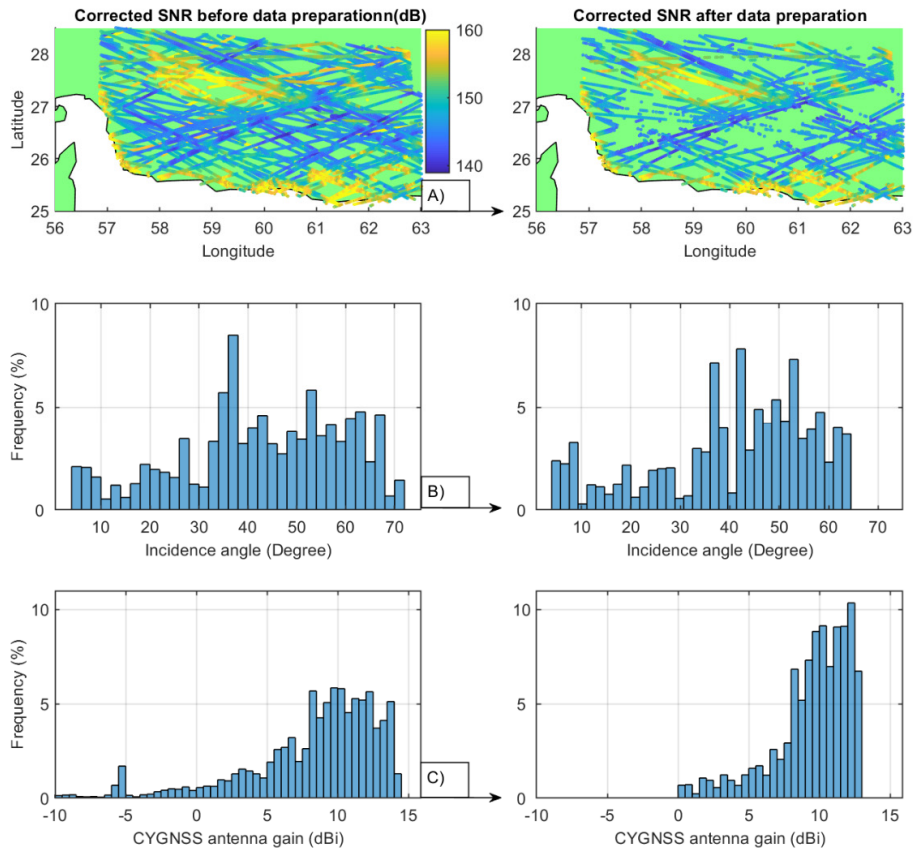 Corrected SNR before data preparationn(dB)
Corrected SNR after data preparation
28
27
26
25
Latitude
56 57 58 59 60 61 62 63
Longitude
160
150
140
A)
28
27
26
25
56 57 58 59 60 61 62 63
Longitude
10
5
0
Frequency (%)
10 20 30 40 50 60 70
Incidence angle (Degree)
B)
10
5
0
10 20 30 40 50 60 70
Incidence angle (Degree)
10
5
0
Frequency (%)
-10 -5 0 5 10 15
CYGNSS antenna gain (dBi)
C)
10
5
0
-10 -5 0 5 10 15
CYGNSS antenna gain (dBi)